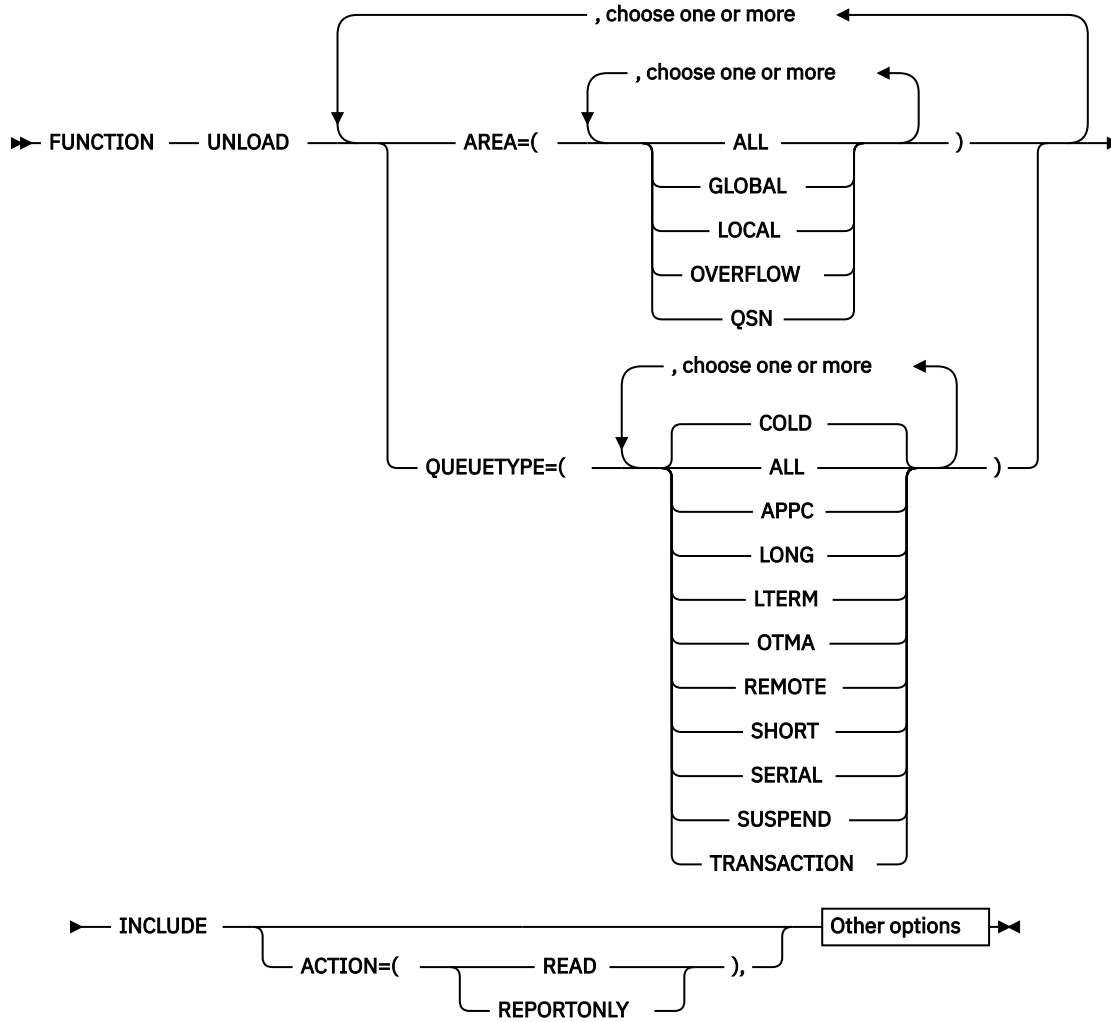 , choose one or more
, choose one or more
FUNCTION UNLOAD AREA=( ALL )
GLOBAL
LOCAL
OVERFLOW
QSN
, choose one or more
COLD
QUEUETYPE=( ALL )
APPC
LONG
LTERM
OTMA
REMOTE
SHORT
SERIAL
SUSPEND
TRANSACTION
INCLUDE Other options
ACTION=( READ ),
REPORTONLY